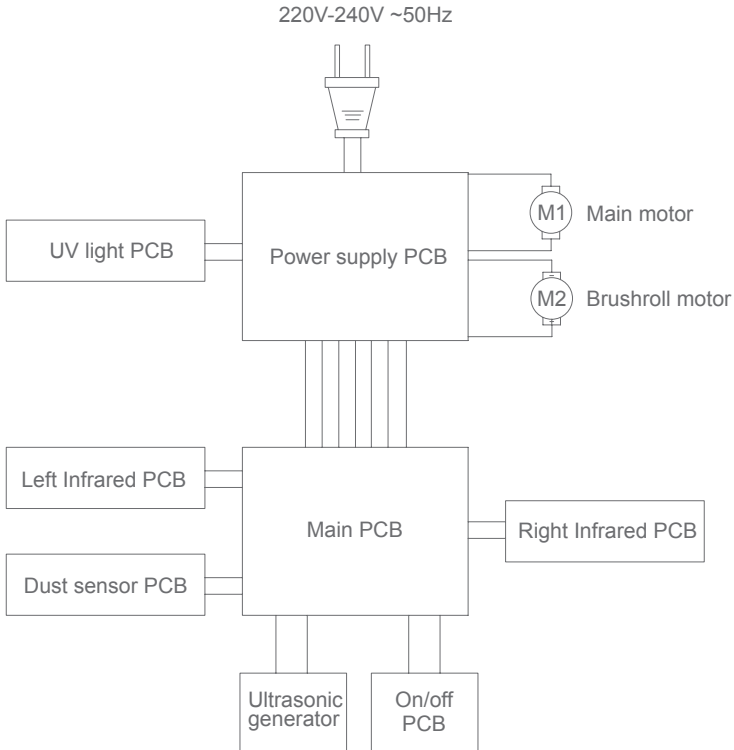 220V-240V ~50Hz
M1
Main motor
UV light PCB
Power supply PCB
M2
Brushroll motor
Left Infrared PCB
Main PCB
Right Infrared PCB
Dust sensor PCB
Ultrasonic
generator
On/off
PCB